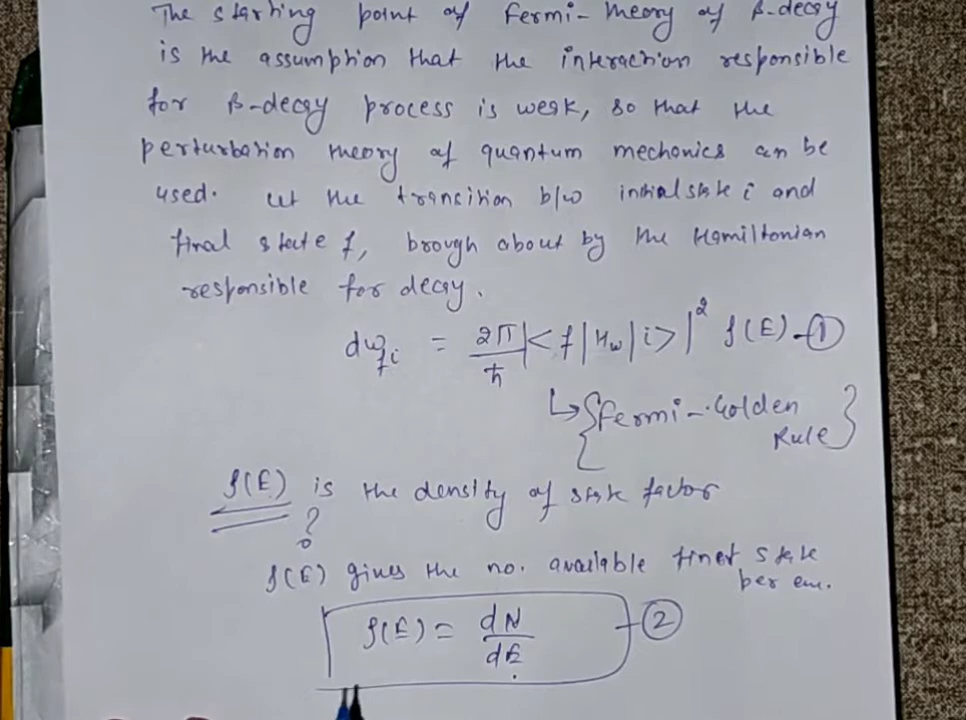 The starting point of Fermi-theory of β-decay
is the assumption that the interaction responsible
for β-decay process is weak, so that the
perturbation theory of quantum mechanics can be
used. Let the transition b/w initial state i and
final state f, brough about by the Hamiltonian
responsible for decay.
dω_fi = 2π/ħ |<f|H_w|i>|² ρ(E) - ①
↳ {Fermi-Golden
Rule}
ρ(E) is the density of state factor
?
ρ(E) gives the no. available final state
per en.
ρ(E) = dN/dE - ②